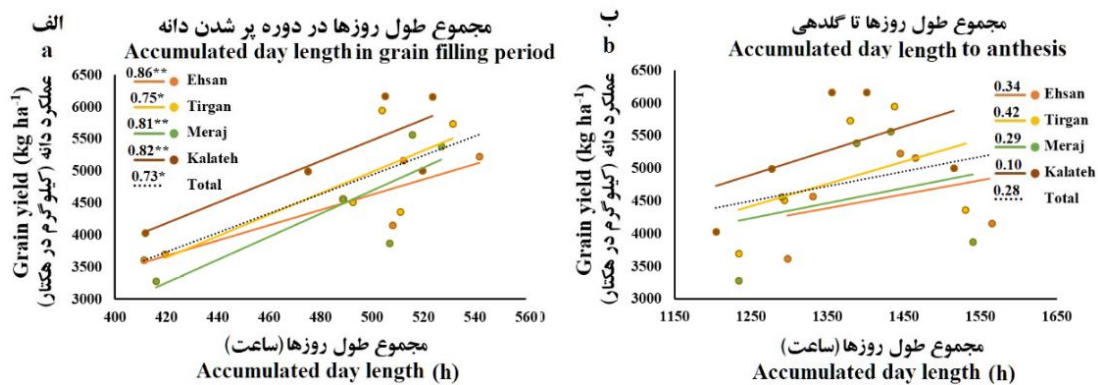 الف
a
مجموع طول روزها در دوره پر شدن دانه
Accumulated day length in grain filling period
عملکرد دانه (کیلوگرم در هکتار)
Grain yield (kg ha⁻¹)
6500
6000
5500
5000
4500
4000
3500
3000
0.86** Ehsan
0.75* Tirgan
0.81** Meraj
0.82** Kalateh
0.73* Total
400 420 440 460 480 500 520 540 560
مجموع طول روزها (ساعت)
Accumulated day length (h)
ب
b
مجموع طول روزها تا گلدهی
Accumulated day length to anthesis
عملکرد دانه (کیلوگرم در هکتار)
Grain yield (kg ha⁻¹)
6500
6000
5500
5000
4500
4000
3500
3000
0.34 Ehsan
0.42 Tirgan
0.29 Meraj
0.10 Kalateh
0.28 Total
1150 1250 1350 1450 1550 1650
مجموع طول روزها (ساعت)
Accumulated day length (h)